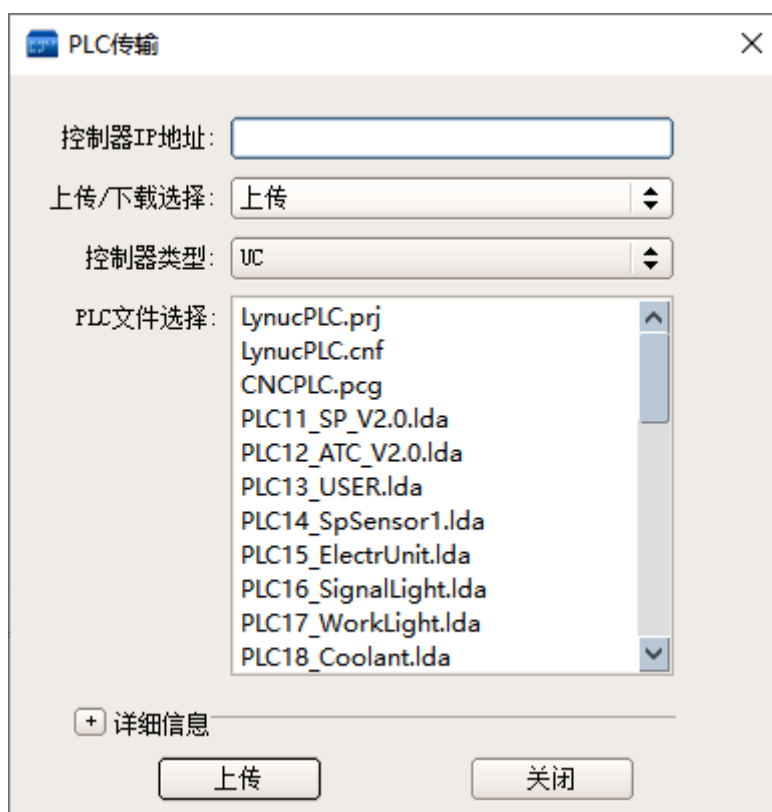 PLC传输
控制器IP地址:
上传/下载选择: 上传
控制器类型: UC
PLC文件选择: LynucPLC.prj
LynucPLC.cnf
CNCPLC.pcg
PLC11_SP_V2.0.lda
PLC12_ATC_V2.0.lda
PLC13_USER.lda
PLC14_SpSensor1.lda
PLC15_ElectrUnit.lda
PLC16_SignalLight.lda
PLC17_WorkLight.lda
PLC18_Coolant.lda
+ 详细信息
上传 关闭